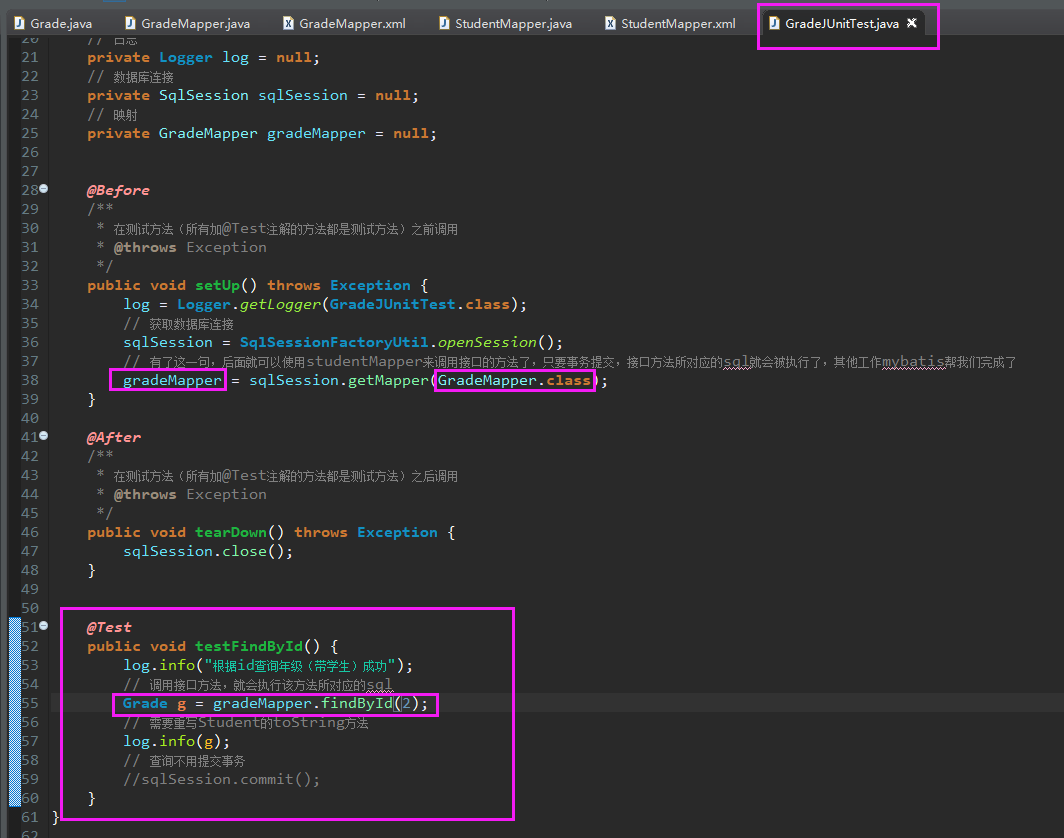 Grade.java GradeMapper.java GradeMapper.xml StudentMapper.java StudentMapper.xml GradeJUnitTest.java
20 // 日志
21 private Logger log = null;
22 // 数据库连接
23 private SqlSession sqlSession = null;
24 // 映射
25 private GradeMapper gradeMapper = null;
26
27
28 @Before
29 /**
30 * 在测试方法（所有加@Test注解的方法都是测试方法）之前调用
31 * @throws Exception
32 */
33 public void setUp() throws Exception {
34 log = Logger.getLogger(GradeJUnitTest.class);
35 // 获取数据库连接
36 sqlSession = SqlSessionFactoryUtil.openSession();
37 // 有了这一句，后面就可以使用studentMapper来调用接口的方法了，只要事务提交，接口方法所对应的sql就会被执行了，其他工作mybatis帮我们完成了
38 gradeMapper = sqlSession.getMapper(GradeMapper.class);
39 }
40
41 @After
42 /**
43 * 在测试方法（所有加@Test注解的方法都是测试方法）之后调用
44 * @throws Exception
45 */
46 public void tearDown() throws Exception {
47 sqlSession.close();
48 }
49
50
51 @Test
52 public void testFindById() {
53 log.info("根据id查询年级（带学生）成功");
54 // 调用接口方法，就会执行该方法所对应的sql
55 Grade g = gradeMapper.findById(2);
56 // 需要重写Student的toString方法
57 log.info(g);
58 // 查询不用提交事务
59 //sqlSession.commit();
60 }
61 }
62